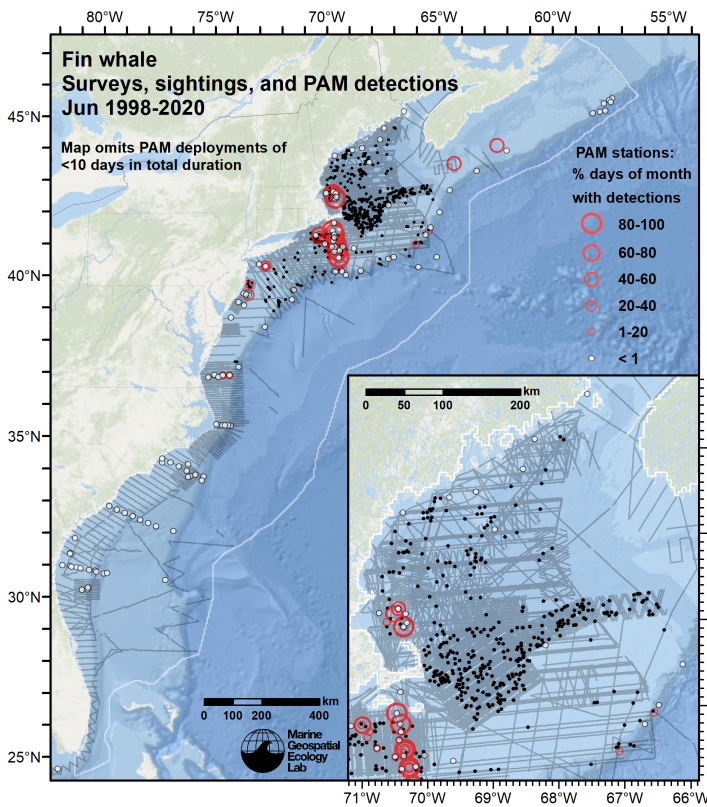 80°W 75°W 70°W 65°W 60°W 55°W
Fin whale
Surveys, sightings, and PAM detections
Jun 1998-2020
Map omits PAM deployments of
<10 days in total duration
45°N
40°N
35°N
30°N
25°N
PAM stations:
% days of month
with detections
80-100
60-80
40-60
20-40
1-20
< 1
km
0 50 100 200
km
0 100 200 400
Marine
Geospatial
Ecology
Lab
71°W 70°W 69°W 68°W 67°W 66°W